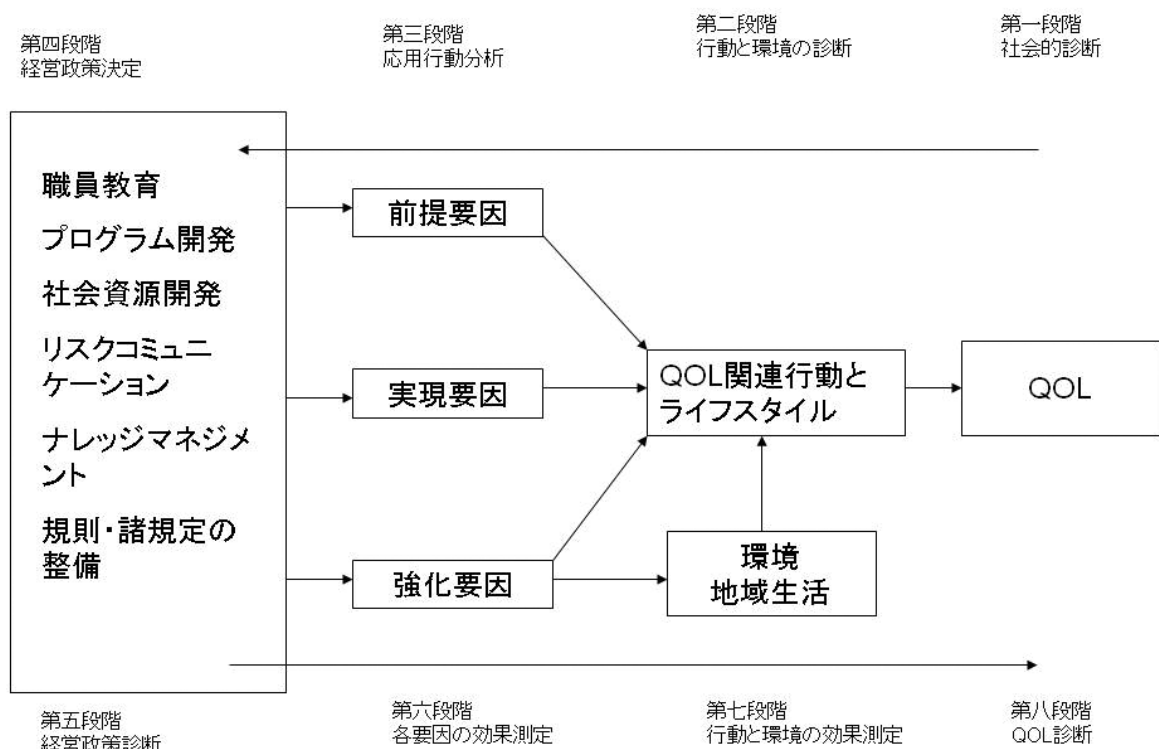 第四段階
経営政策決定
第三段階
応用行動分析
第二段階
行動と環境の診断
第一段階
社会的診断
職員教育
プログラム開発
社会資源開発
リスクコミュニ
ケーション
ナレッジマネジメ
ント
規則・諸規定の
整備
前提要因
実現要因
強化要因
QOL関連行動と
ライフスタイル
環境
地域生活
QOL
第五段階
経営政策診断
第六段階
各要因の効果測定
第七段階
行動と環境の効果測定
第八段階
QOL診断